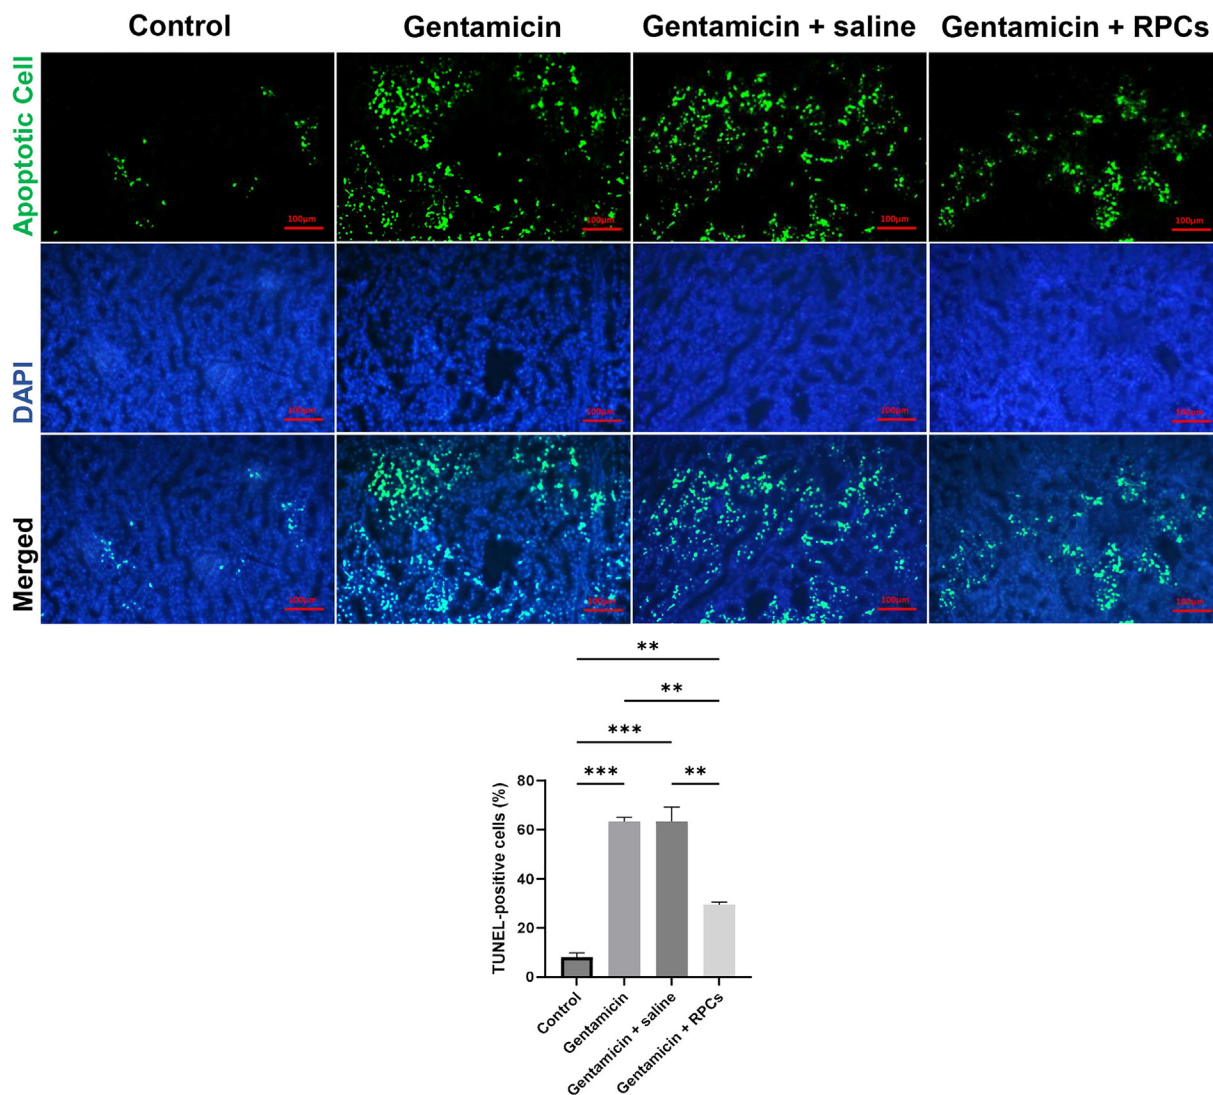 Control
Gentamicin
Gentamicin + saline
Gentamicin + RPCs
Apoptotic Cell
100µm
100µm
100µm
100µm
DAPI
100µm
100µm
100µm
100µm
Merged
100µm
100µm
100µm
100µm
**
**
***
*** **
TUNEL-positive cells (%)
80
60
40
20
0
Control
Gentamicin
Gentamicin + saline
Gentamicin + RPCs